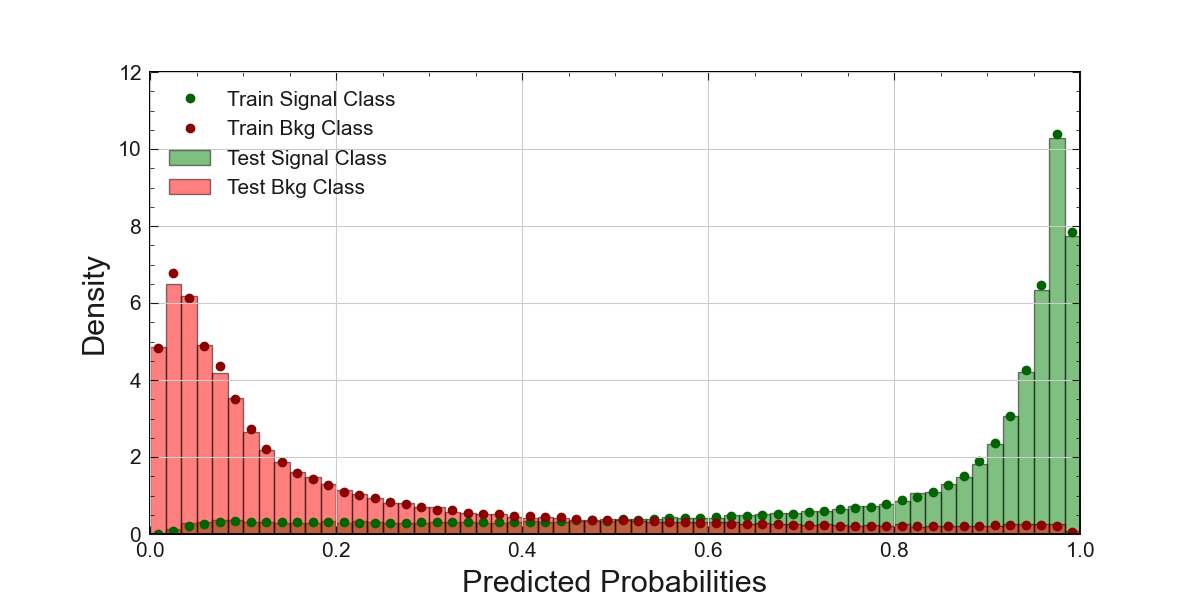 12
10
8
6
4
2
0
Density
Train Signal Class
Train Bkg Class
Test Signal Class
Test Bkg Class
0.0 0.2 0.4 0.6 0.8 1.0
Predicted Probabilities